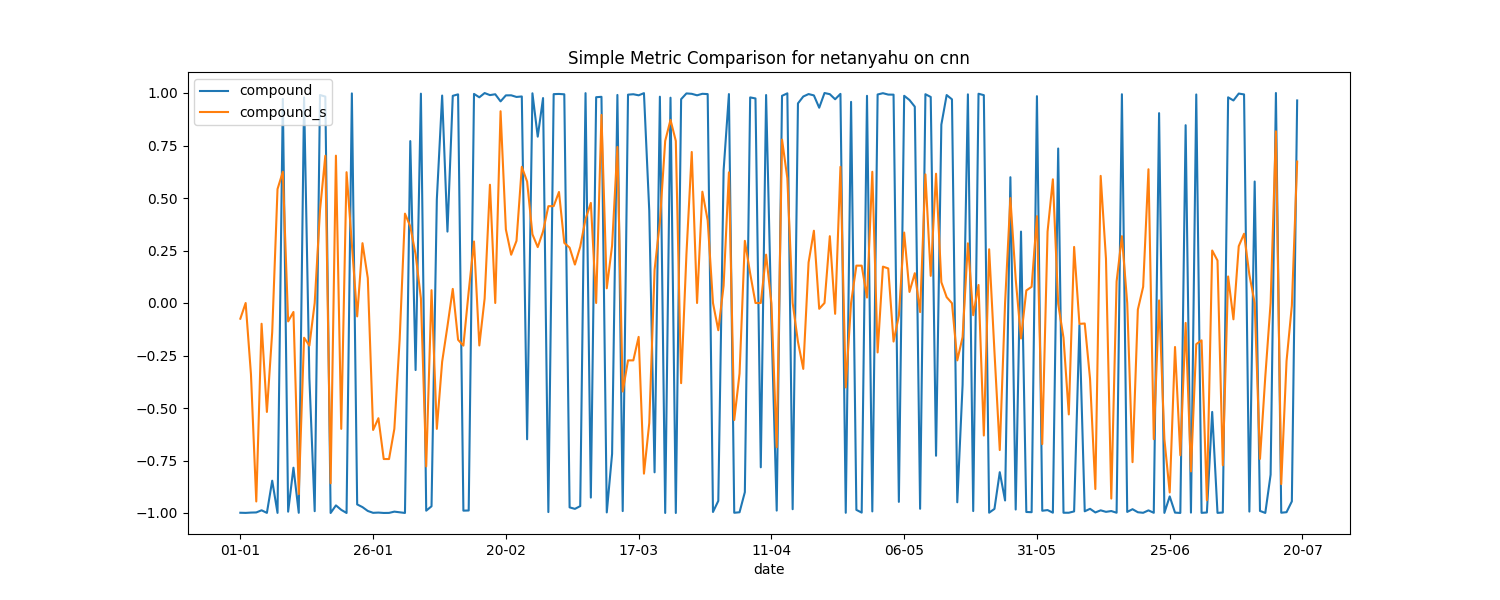 Simple Metric Comparison for netanyahu on cnn
compound
compound_s
1.00
0.75
0.50
0.25
0.00
−0.25
−0.50
−0.75
−1.00
01-01 26-01 20-02 17-03 11-04 06-05 31-05 25-06 20-07
date